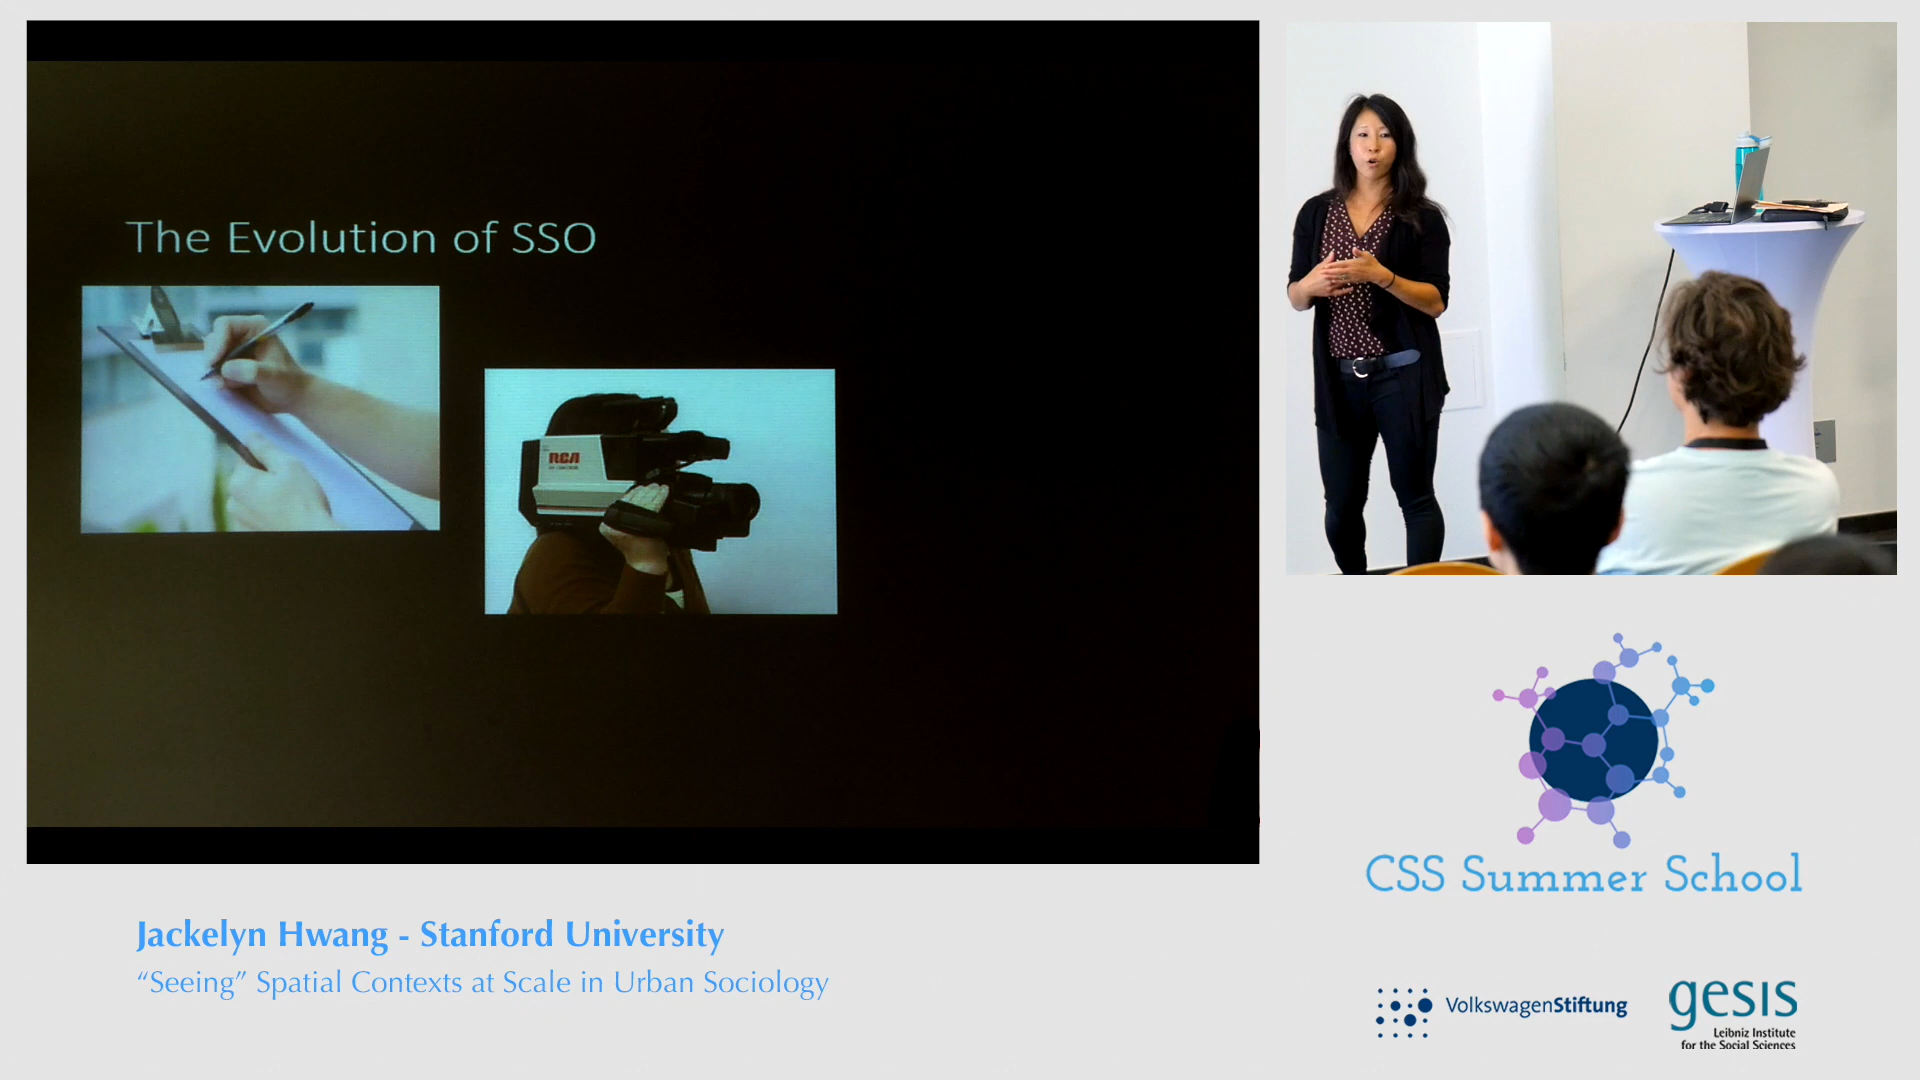 The Evolution of SSO
RCA
Jackelyn Hwang - Stanford University
“Seeing” Spatial Contexts at Scale in Urban Sociology
CSS Summer School
VolkswagenStiftung
gesis
Leibniz Institute
for the Social Sciences